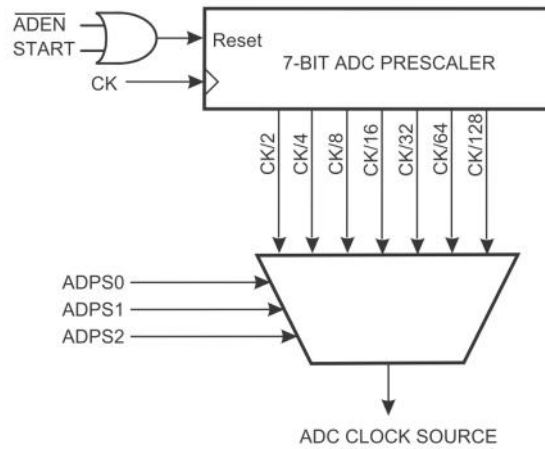 ADEN
START
Reset
7-BIT ADC PRESCALER
CK
CK/2
CK/4
CK/8
CK/16
CK/32
CK/64
CK/128
ADPS0
ADPS1
ADPS2
ADC CLOCK SOURCE